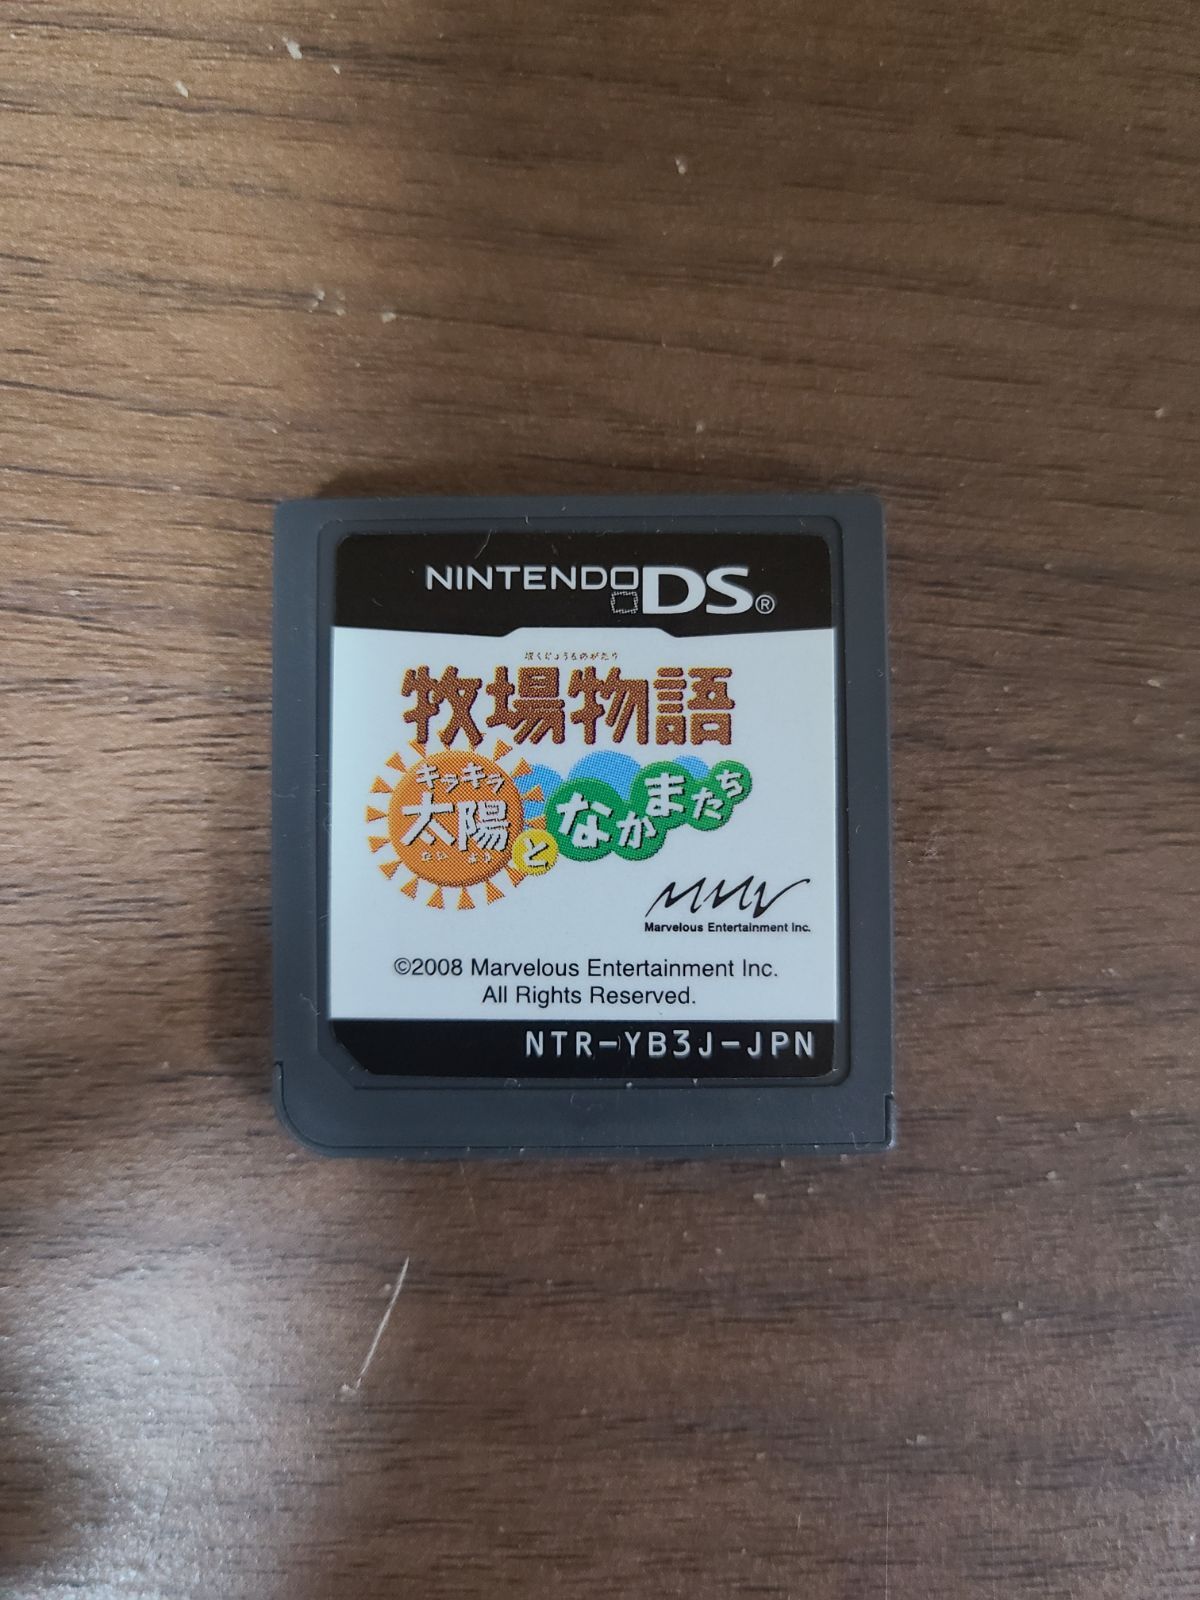 NINTENDO DS®
ぼくじょうものがたり
牧場物語
キラキラ
太陽となかまたち
たい よう
MMV
Marvelous Entertainment Inc.
©2008 Marvelous Entertainment Inc.
All Rights Reserved.
NTR-YB3J-JPN